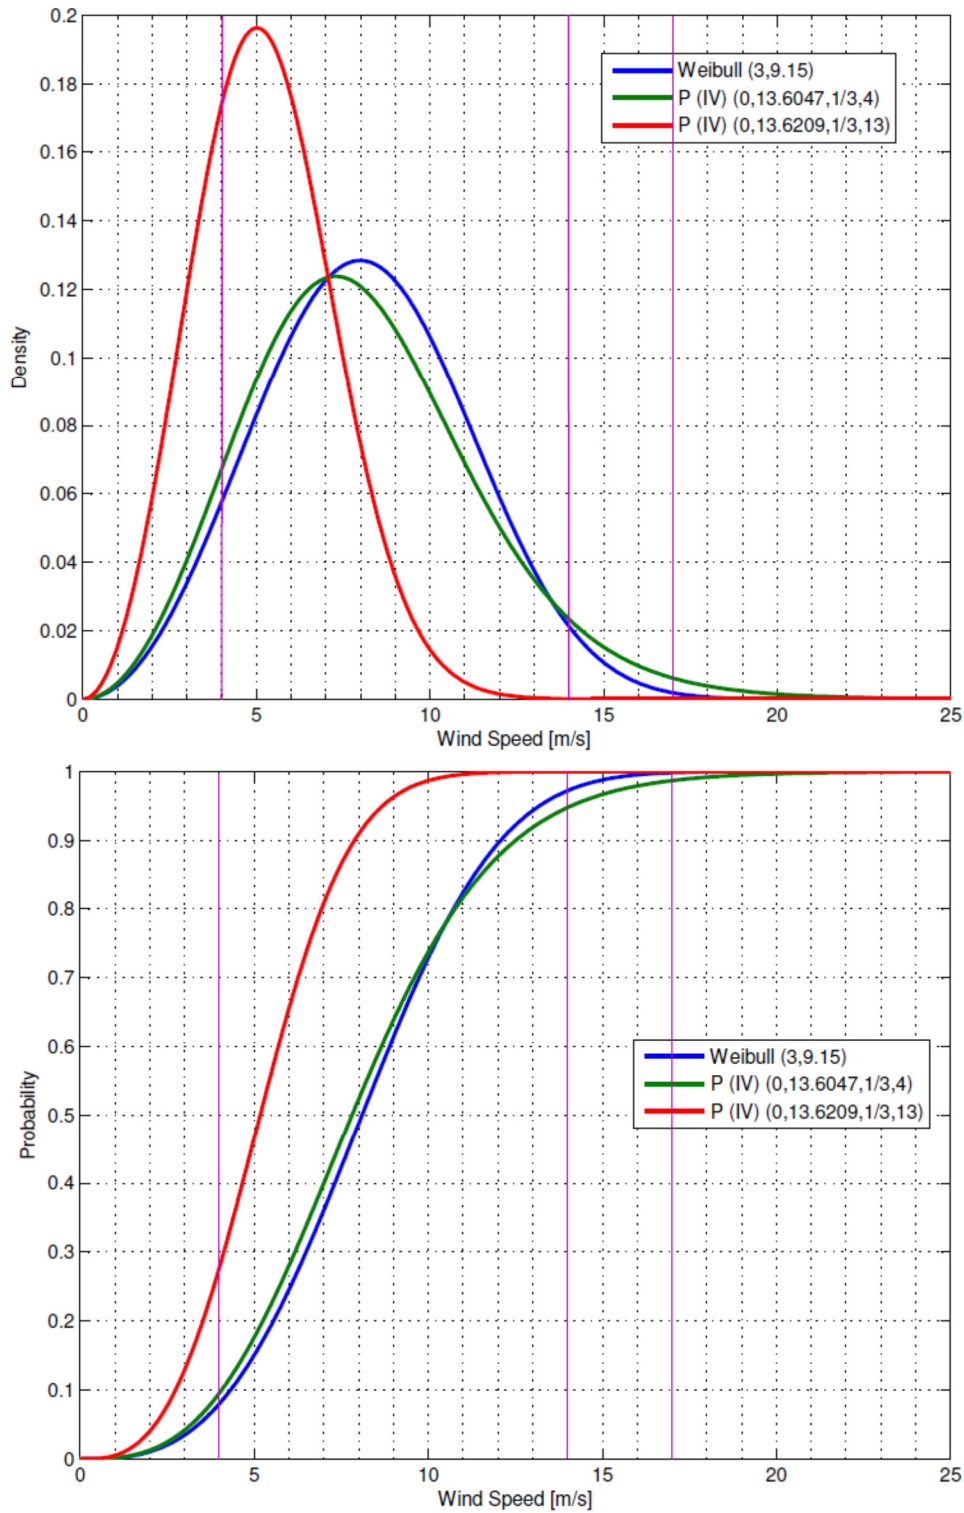 0.2
0.18
0.16
0.14
0.12
0.1
0.08
0.06
0.04
0.02
0
Density
Weibull (3,9.15)
P (IV) (0,13.6047,1/3,4)
P (IV) (0,13.6209,1/3,13)
0 5 10 15 20 25
Wind Speed [m/s]
1
0.9
0.8
0.7
0.6
0.5
0.4
0.3
0.2
0.1
0
Probability
Weibull (3,9.15)
P (IV) (0,13.6047,1/3,4)
P (IV) (0,13.6209,1/3,13)
0 5 10 15 20 25
Wind Speed [m/s]